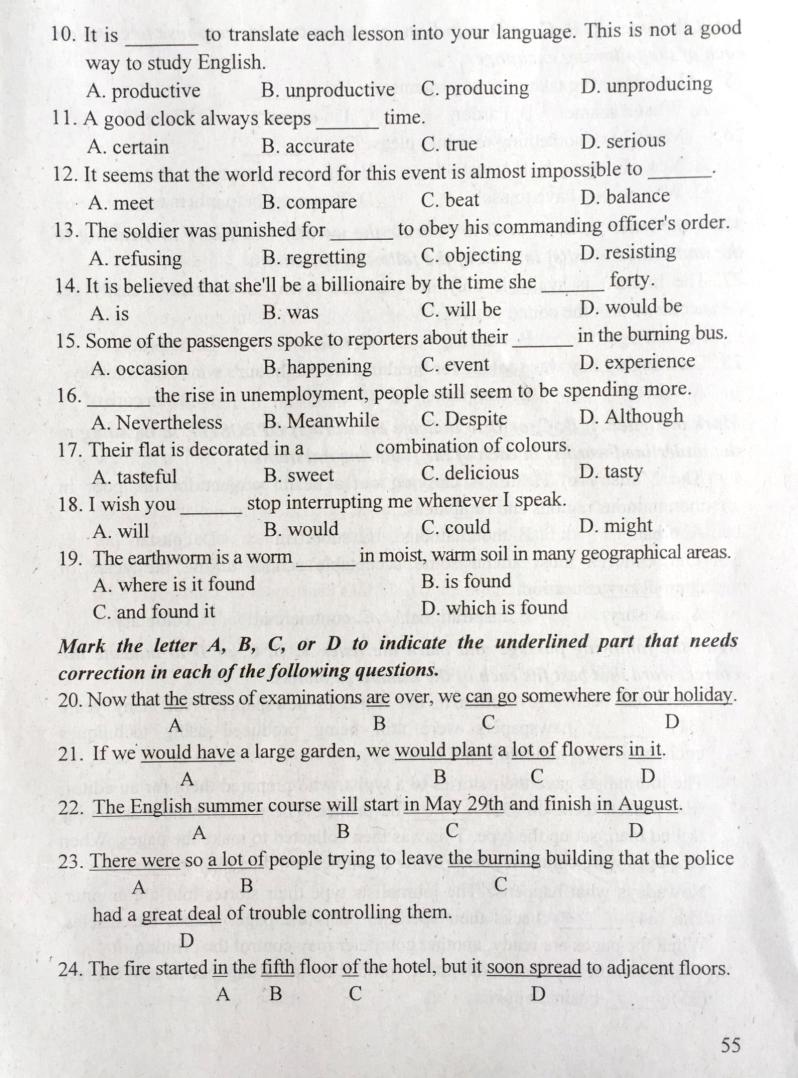 10. It is ________ to translate each lesson into your language. This is not a good
way to study English.
A. productive B. unproductive C. producing D. unproducing
11. A good clock always keeps _______ time.
A. certain B. accurate C. true D. serious
12. It seems that the world record for this event is almost impossible to _______.
A. meet B. compare C. beat D. balance
13. The soldier was punished for _______ to obey his commanding officer's order.
A. refusing B. regretting C. objecting D. resisting
14. It is believed that she'll be a billionaire by the time she _______ forty.
A. is B. was C. will be D. would be
15. Some of the passengers spoke to reporters about their _______ in the burning bus.
A. occasion B. happening C. event D. experience
16. _______ the rise in unemployment, people still seem to be spending more.
A. Nevertheless B. Meanwhile C. Despite D. Although
17. Their flat is decorated in a _______ combination of colours.
A. tasteful B. sweet C. delicious D. tasty
18. I wish you _______ stop interrupting me whenever I speak.
A. will B. would C. could D. might
19. The earthworm is a worm _______ in moist, warm soil in many geographical areas.
A. where is it found B. is found
C. and found it D. which is found
Mark the letter A, B, C, or D to indicate the underlined part that needs
correction in each of the following questions.
20. Now that the stress of examinations are over, we can go somewhere for our holiday.
A B C D
21. If we would have a large garden, we would plant a lot of flowers in it.
A B C D
22. The English summer course will start in May 29th and finish in August.
A B C D
23. There were so a lot of people trying to leave the burning building that the police
A B C
had a great deal of trouble controlling them.
D
24. The fire started in the fifth floor of the hotel, but it soon spread to adjacent floors.
A B C D
55